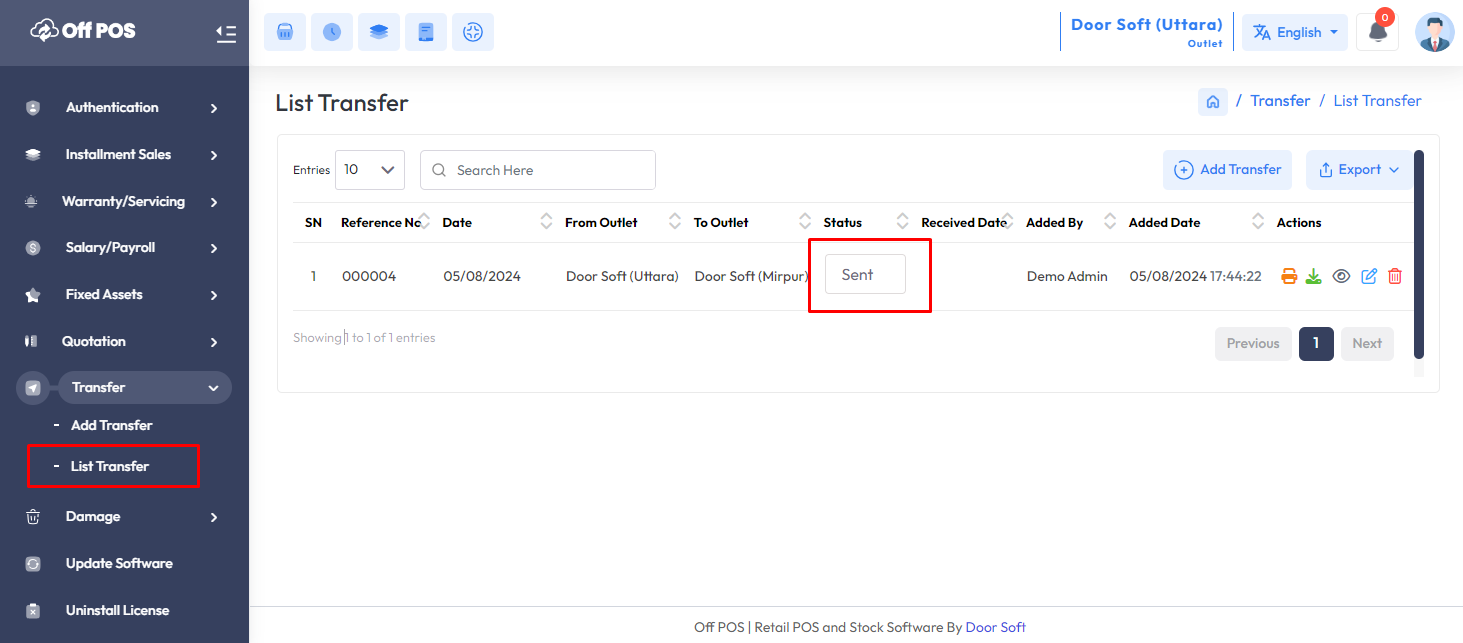 Off POS
Door Soft (Uttara)
Outlet
English
0
Authentication
Installment Sales
Warranty/Servicing
Salary/Payroll
Fixed Assets
Quotation
Transfer
- Add Transfer
- List Transfer
Damage
Update Software
Uninstall License
List Transfer
/ Transfer / List Transfer
Entries 10 Search Here Add Transfer Export
SN Reference No Date From Outlet To Outlet Status Received Date Added By Added Date Actions
1 000004 05/08/2024 Door Soft (Uttara) Door Soft (Mirpur) Sent Demo Admin 05/08/2024 17:44:22
Showing 1 to 1 of 1 entries
Previous 1 Next
Off POS | Retail POS and Stock Software By Door Soft